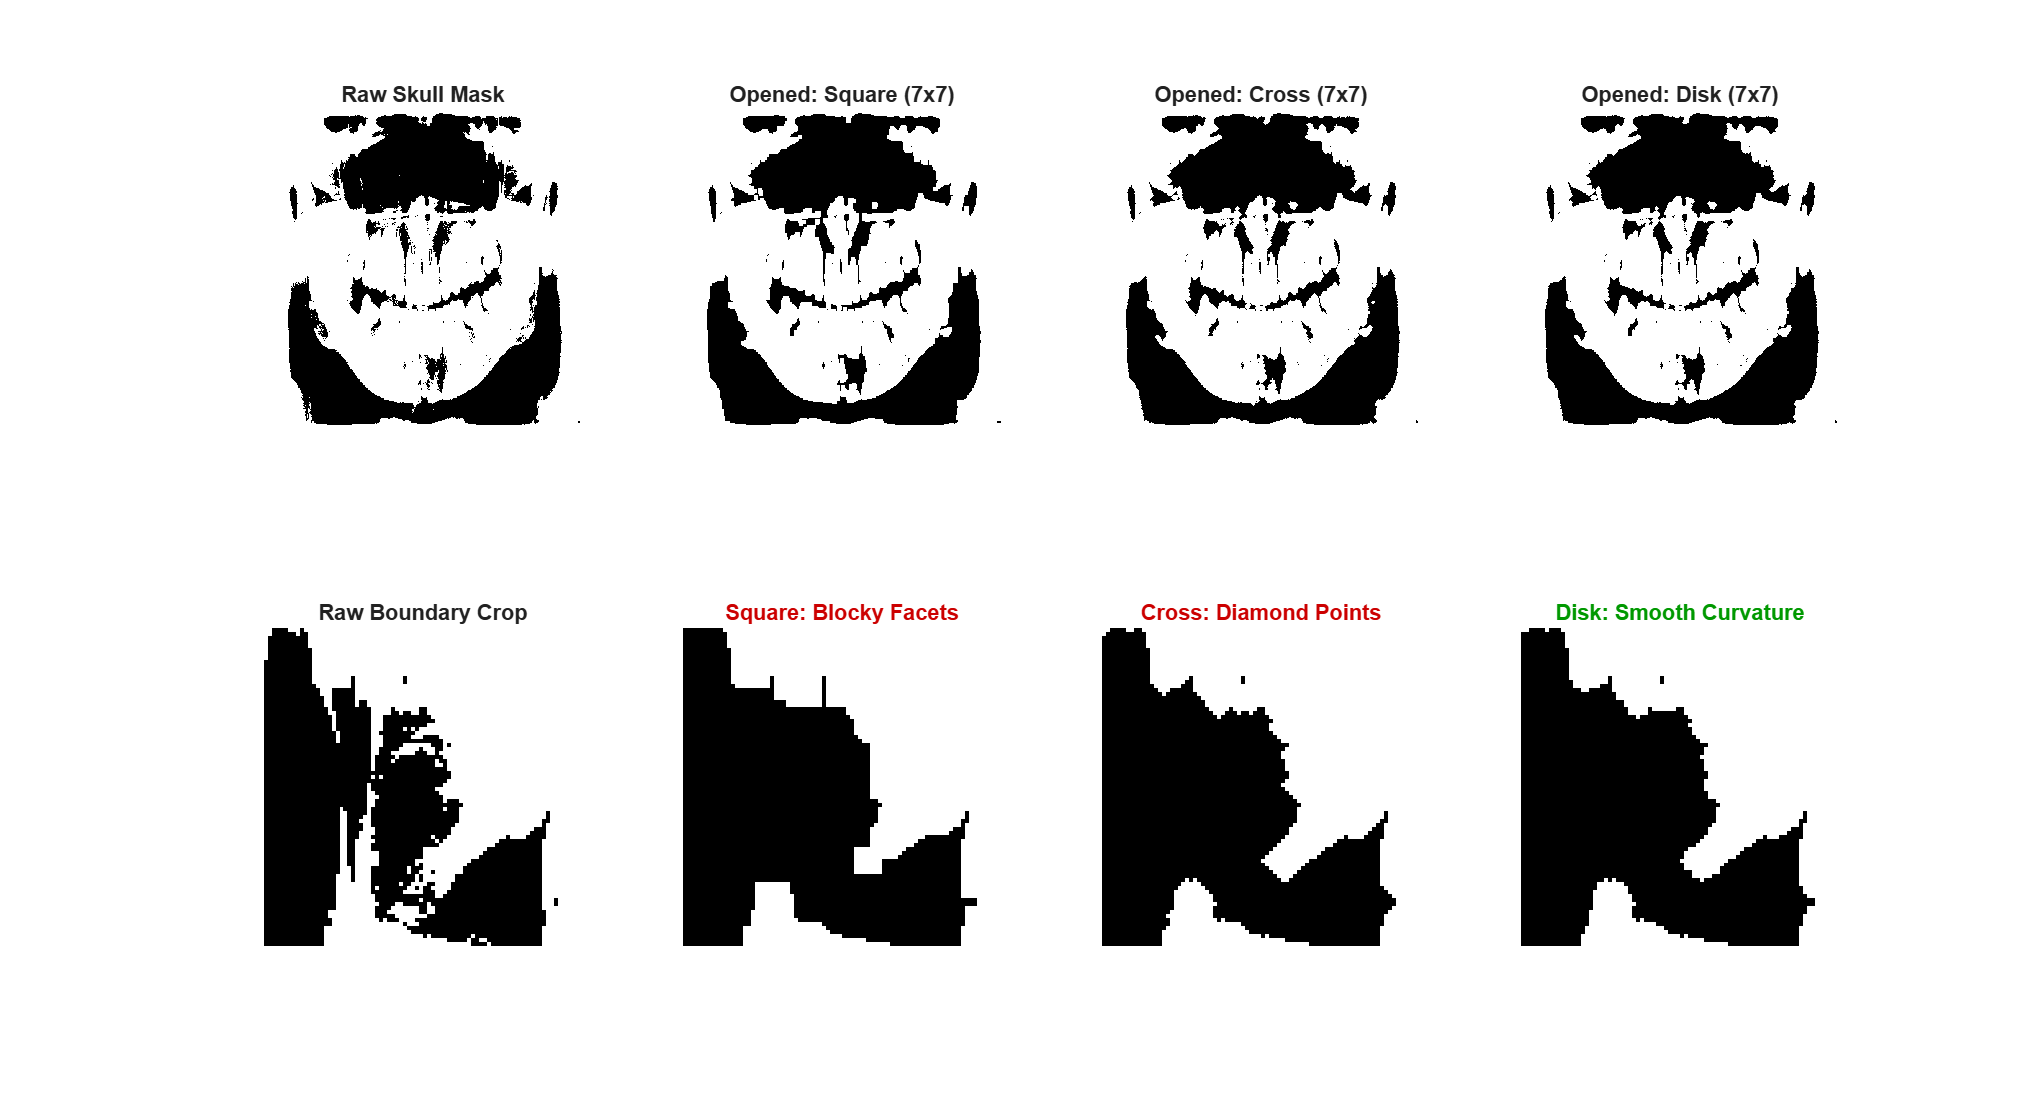 Raw Skull Mask
Opened: Square (7x7)
Opened: Cross (7x7)
Opened: Disk (7x7)
Raw Boundary Crop
Square: Blocky Facets
Cross: Diamond Points
Disk: Smooth Curvature